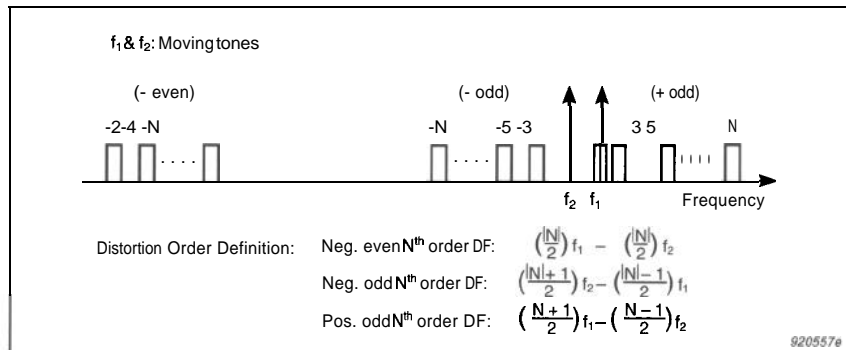 f₁ & f₂: Moving tones
(- even) (- odd) (+ odd)
-2-4 -N -N -5 -3 3 5 N
. . . . . . . .
f₂ f₁ Frequency
Distortion Order Definition: Neg. even Nᵗʰ order DF: (|N|/2) f₁ – (|N|/2) f₂
Neg. odd Nᵗʰ order DF: (|N|+1/2) f₂ – (|N|–1/2) f₁
Pos. odd Nᵗʰ order DF: (N+1/2) f₁ – (N–1/2) f₂
920557e